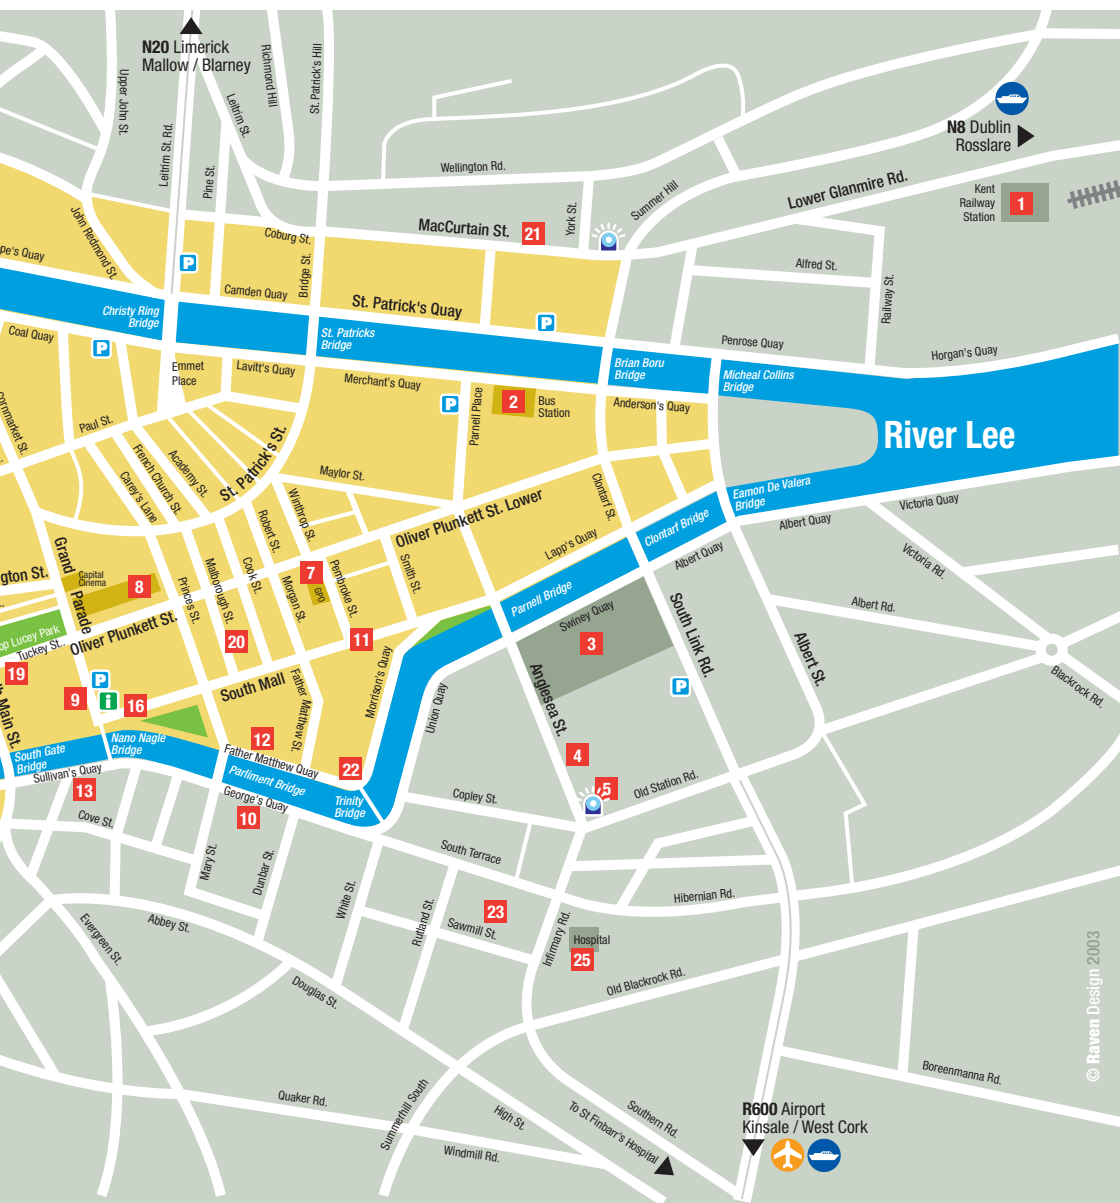 N20 Limerick
Mallow / Blarney
Upper John St.
Leitrim St. Rd.
Pine St.
Leitrim St.
Richmond Hill
St. Patrick's Hill
Wellington Rd.
N8 Dublin
Rosslare
Kent
Railway
Station
1
Lower Glanmire Rd.
Summer Hill
York St.
MacCurtain St.
21
Coburg St.
John Redmond St.
P
Bridge St.
Camden Quay
St. Patrick's Quay
P
Alfred St.
Railway St.
pe's Quay
Christy Ring
Bridge
St. Patricks
Bridge
Brian Boru
Bridge
Penrose Quay
Horgan's Quay
Micheal Collins
Bridge
Coal Quay
P
Emmet
Place
Lavitt's Quay
Merchant's Quay
P
Parnell Place
2
Bus
Station
Anderson's Quay
River Lee
ornmarket St.
Paul St.
Carey's Lane
French Church St.
Academy St.
St. Patrick's St.
Maylor St.
Winthrop St.
Robert St.
Oliver Plunkett St. Lower
Clontarf St.
Lapp's Quay
Clontarf Bridge
Eamon De Valera
Bridge
Albert Quay
Victoria Quay
Victoria Rd.
Albert Quay
Albert Rd.
Blackrock Rd.
gton St.
Grand Parade
Capital
Cinema
8
Princes St.
Malborough St.
Cook St.
Morgan St.
7
GPO
Pembroke St.
Smith St.
Parnell Bridge
Swiney Quay
3
South Link Rd.
Albert St.
op Lucey Park
Tuckey St..
Oliver Plunkett St.
20
11
19
9
P
i
16
South Mall
Father Matthew St.
Morrison's Quay
Union Quay
Anglesea St.
P
h Main St.
South Gate
Bridge
Nano Nagle
Bridge
12
Father Matthew Quay
22
4
Sullivan's Quay
13
Parliment Bridge
Trinity
Bridge
George's Quay
10
5
Old Station Rd.
Copley St.
Cove St.
Mary St.
Dunbar St.
South Terrace
White St.
Rutland St.
23
Sawmill St.
Infirmary Rd.
Hibernian Rd.
Hospital
25
Old Blackrock Rd.
Evergreen St.
Abbey St.
Douglas St.
© Raven Design 2003
Boreenmanna Rd.
Quaker Rd.
Summerhill South
High St.
Windmill Rd.
To St Finbarr's Hospital
Southern Rd.
R600 Airport
Kinsale / West Cork